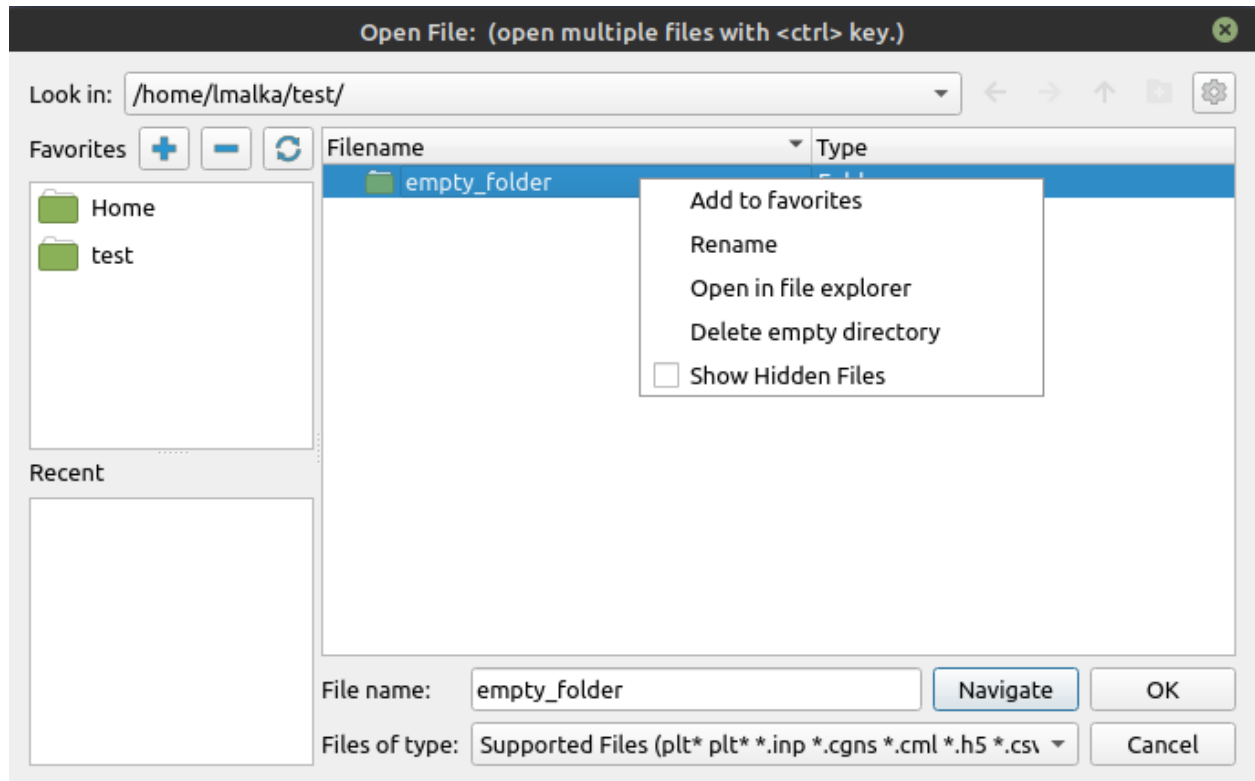 Open File:  (open multiple files with <ctrl> key.)
Look in: /home/lmalka/test/
Favorites
Filename Type
Home
test
empty_folder
Add to favorites
Rename
Open in file explorer
Delete empty directory
Show Hidden Files
Recent
File name: empty_folder Navigate OK
Files of type: Supported Files (plt* plt* *.inp *.cgns *.cml *.h5 *.csv Cancel